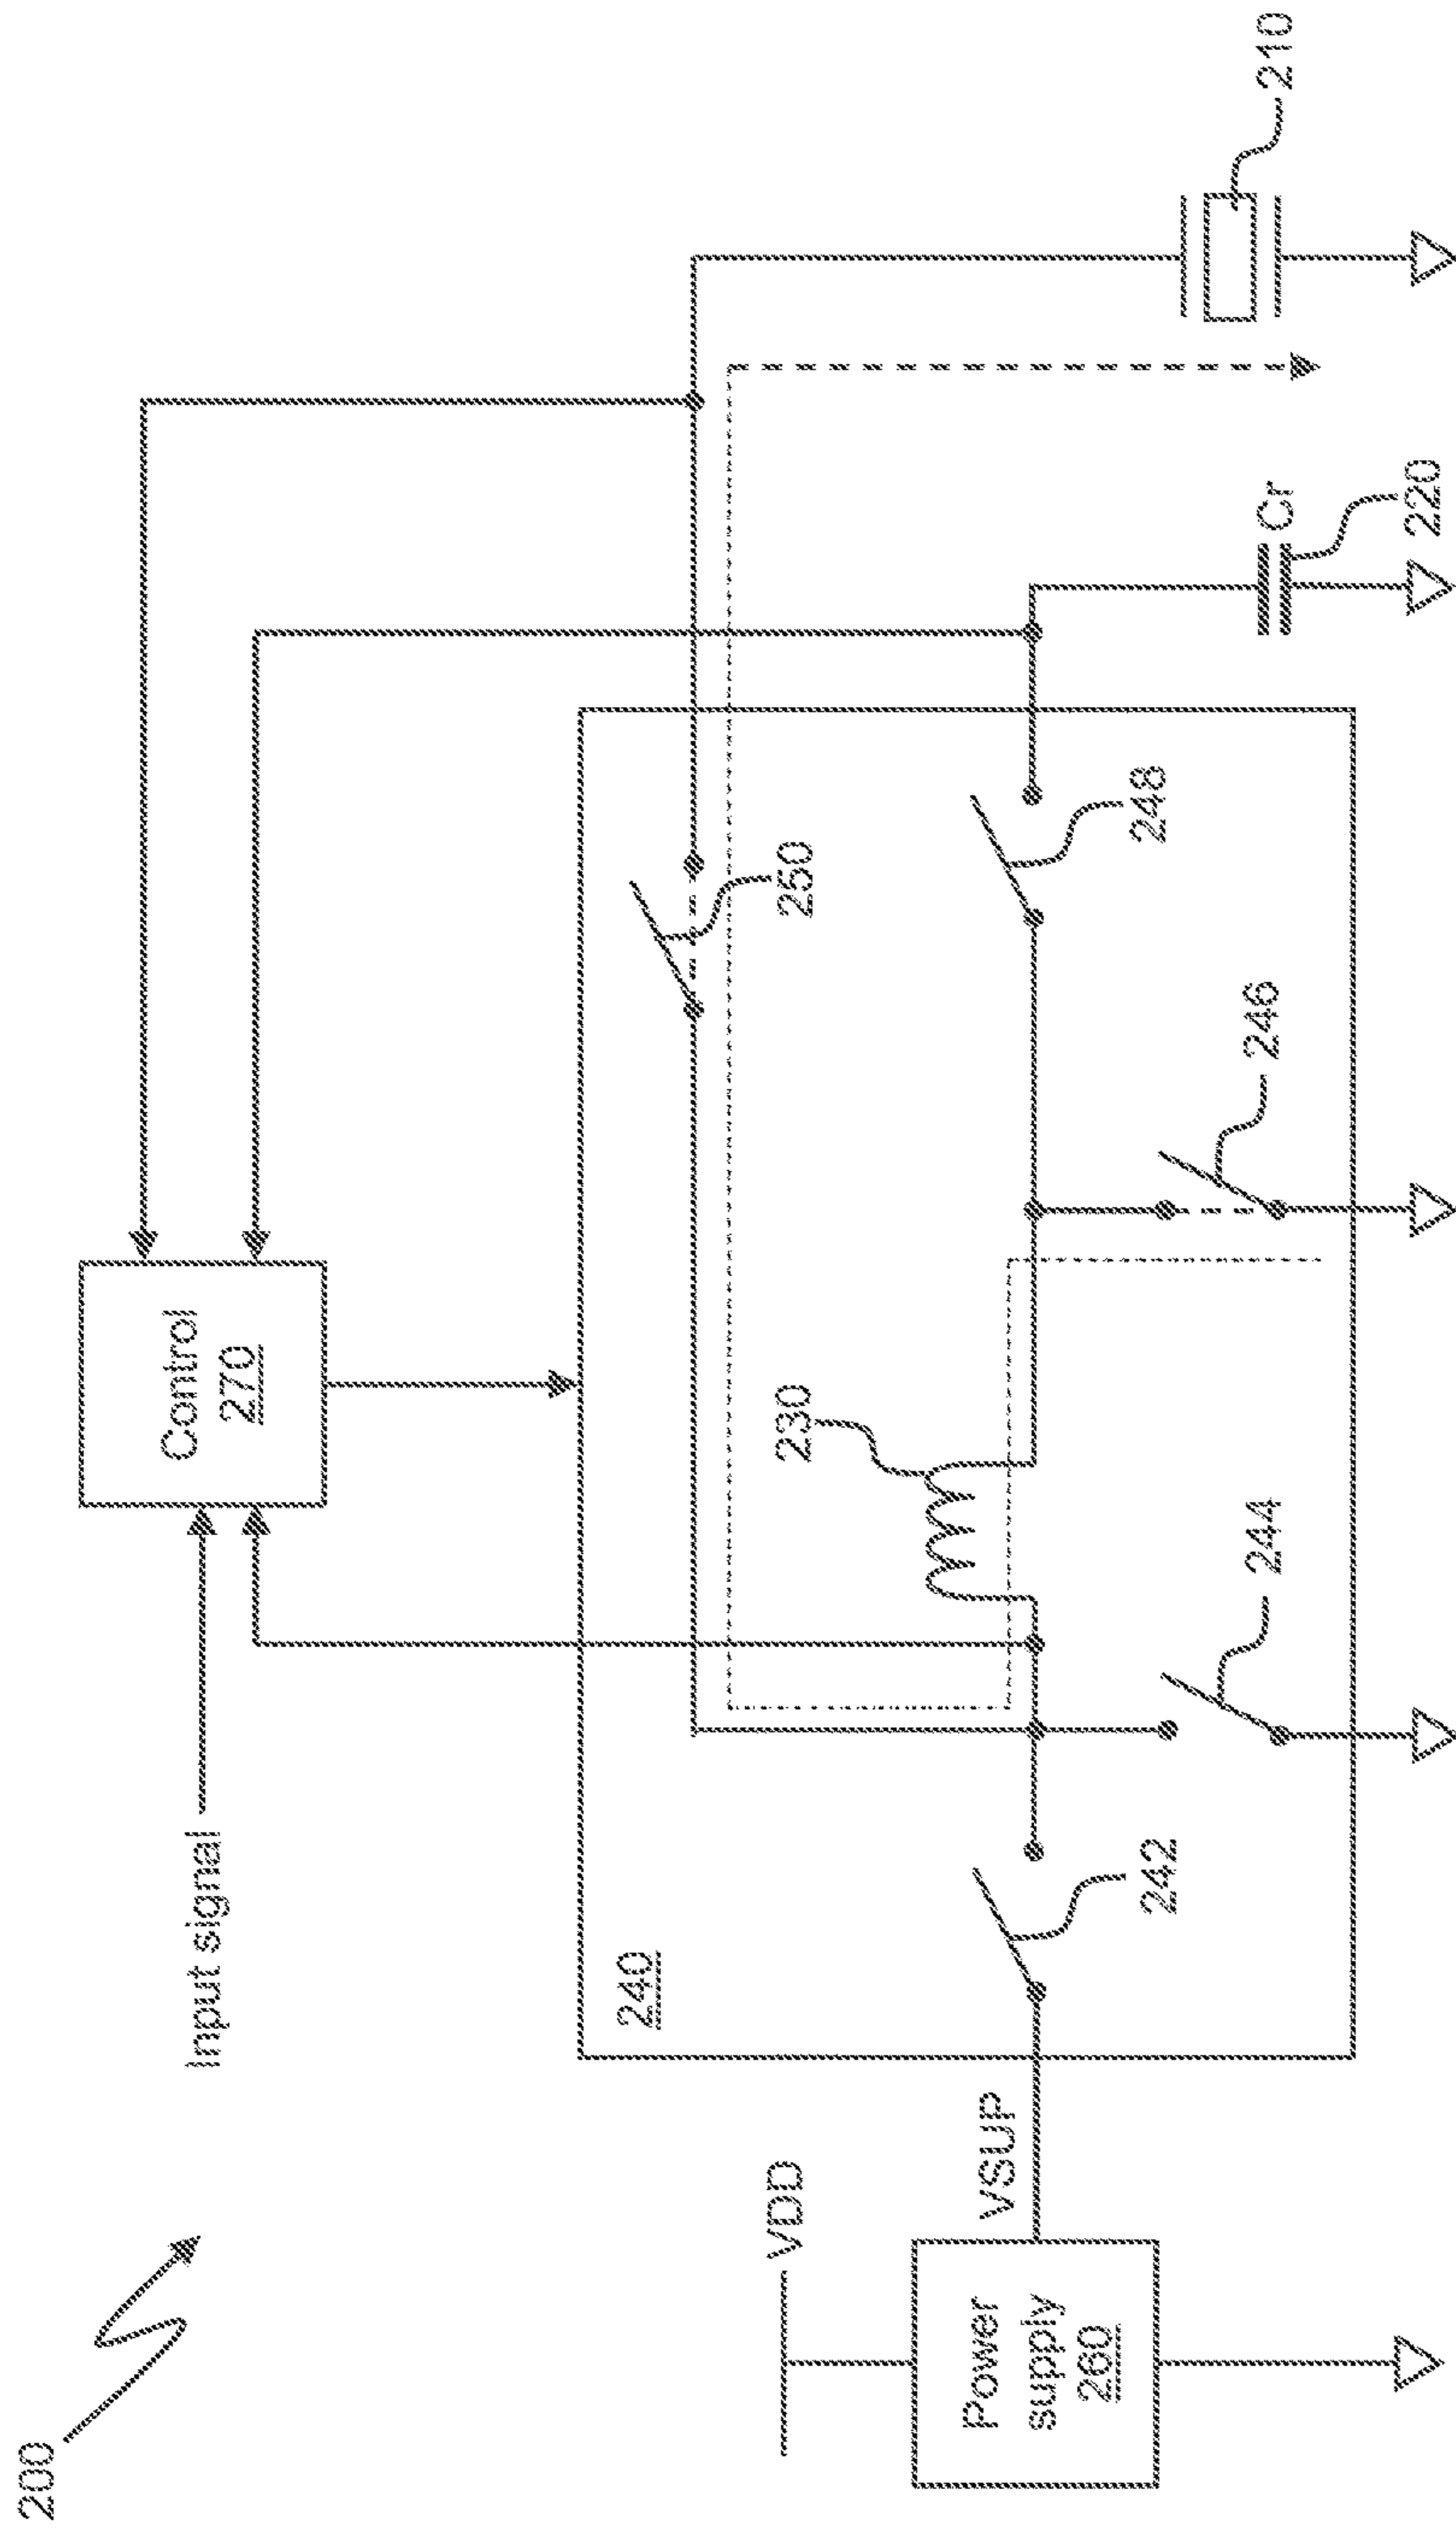 200
Input signal
Control
270
VDD
VSUP
Power
supply
260
240
242
244
230
246
248
250
Cr
220
210